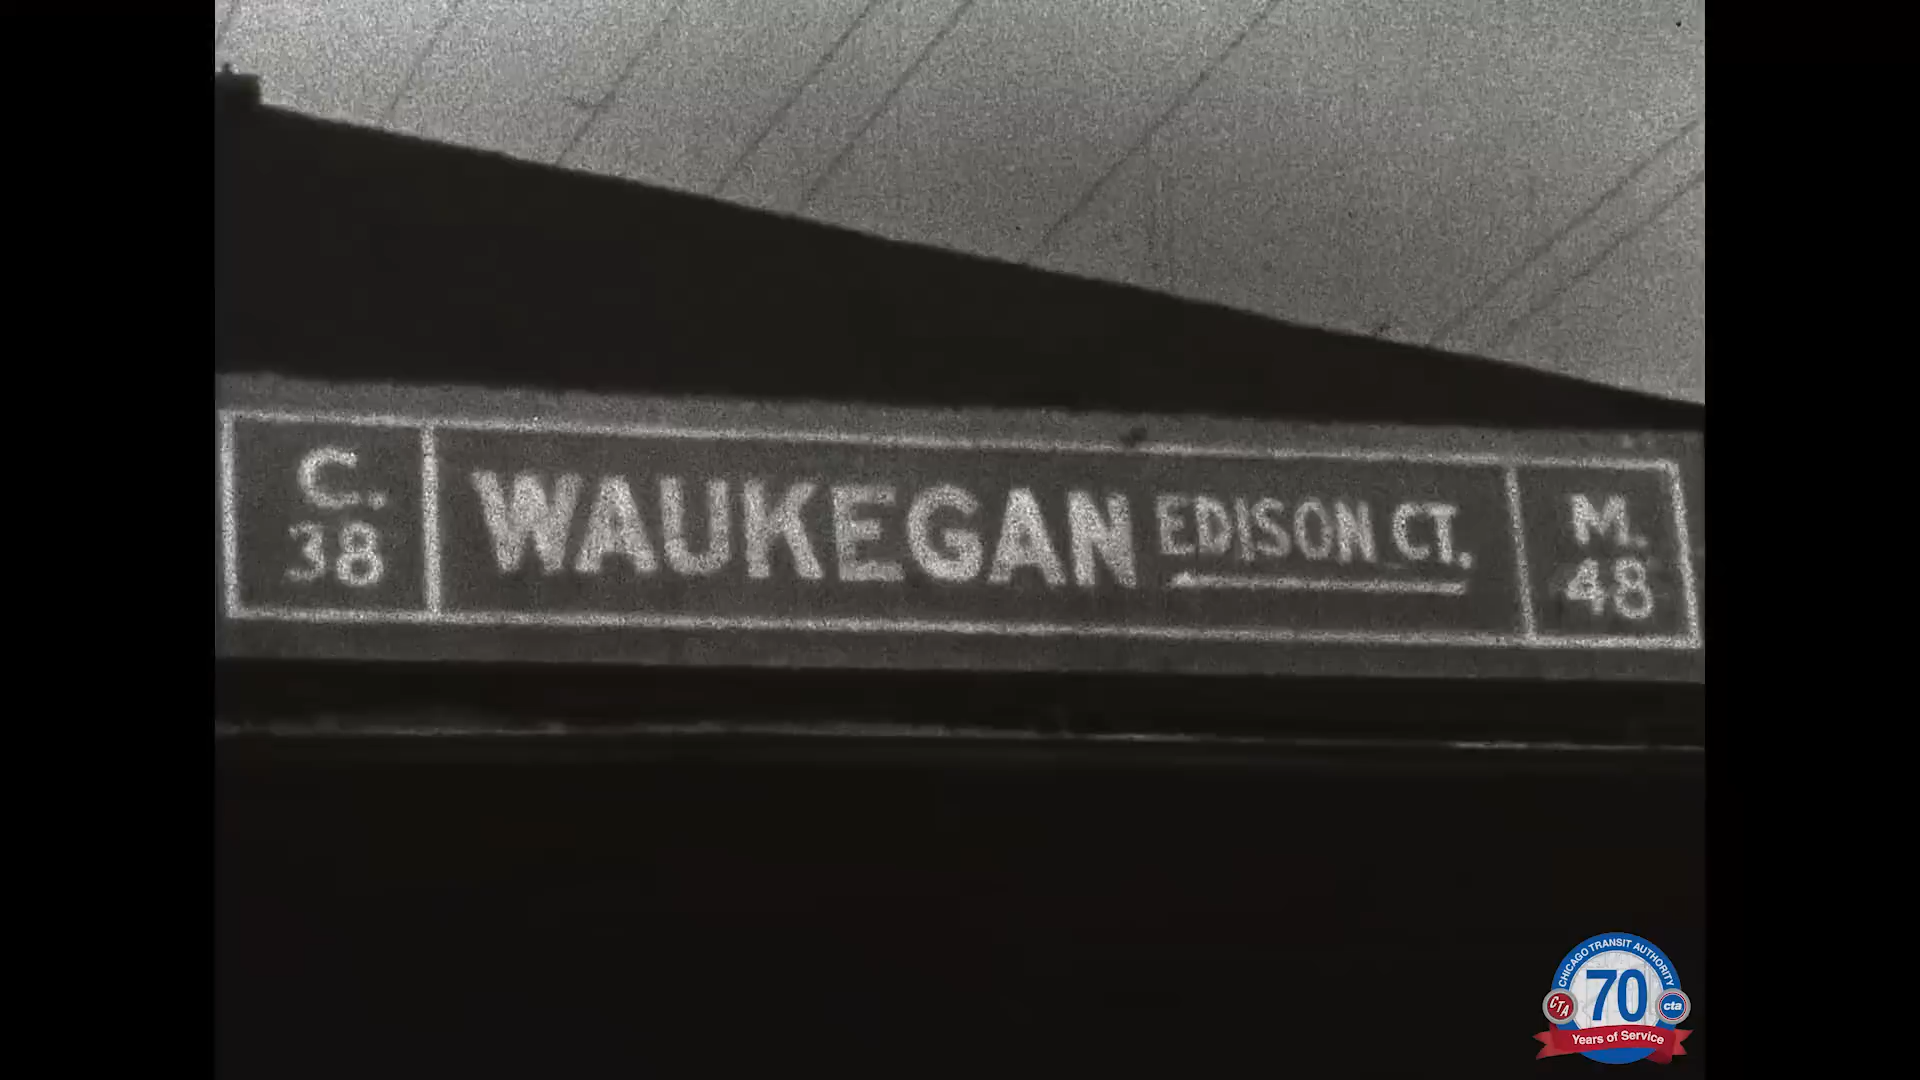 C.
38
WAUKEGAN EDISON CT.
M.
48
CHICAGO TRANSIT AUTHORITY
70
CTA
cta
Years of Service